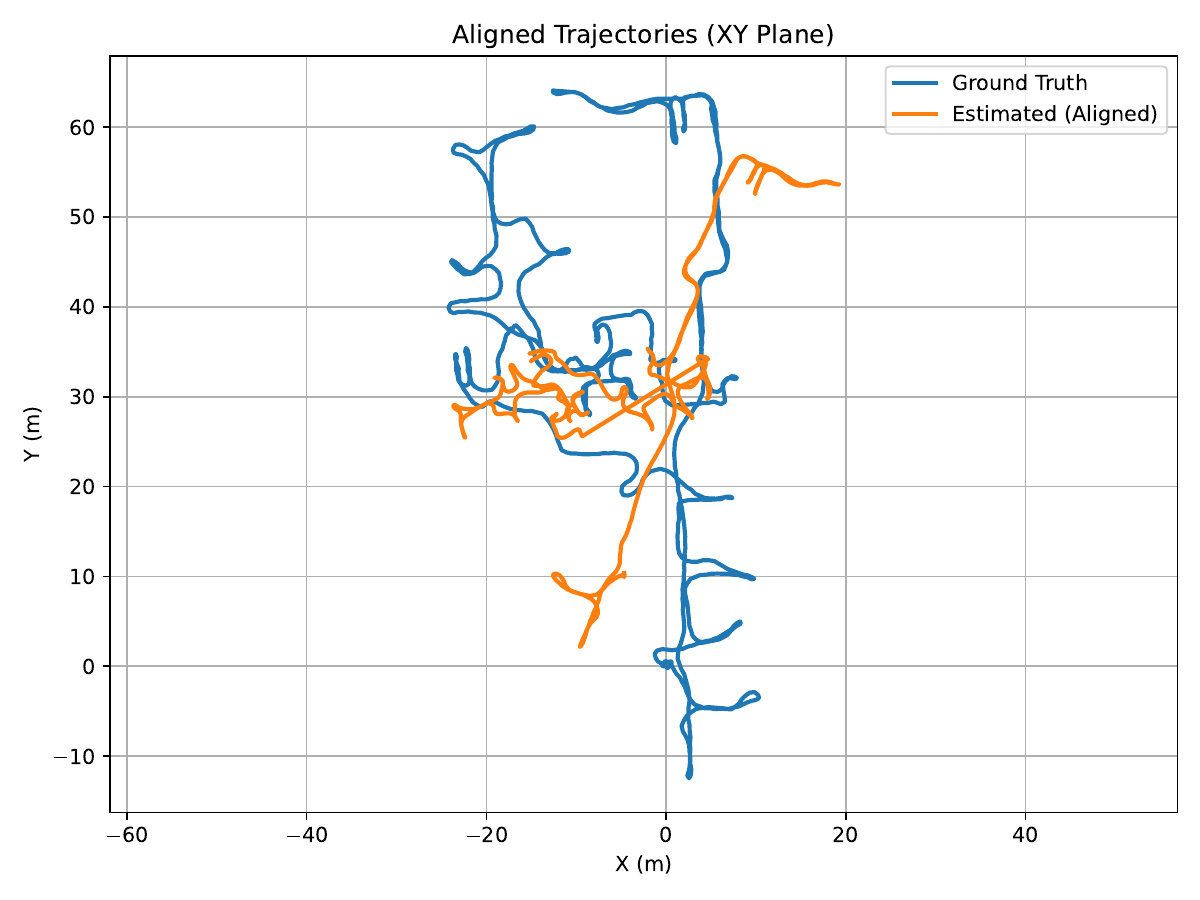 Aligned Trajectories (XY Plane)
Ground Truth
Estimated (Aligned)
60
50
40
30
20
10
0
−10
Y (m)
−60
−40
−20
0
20
40
X (m)